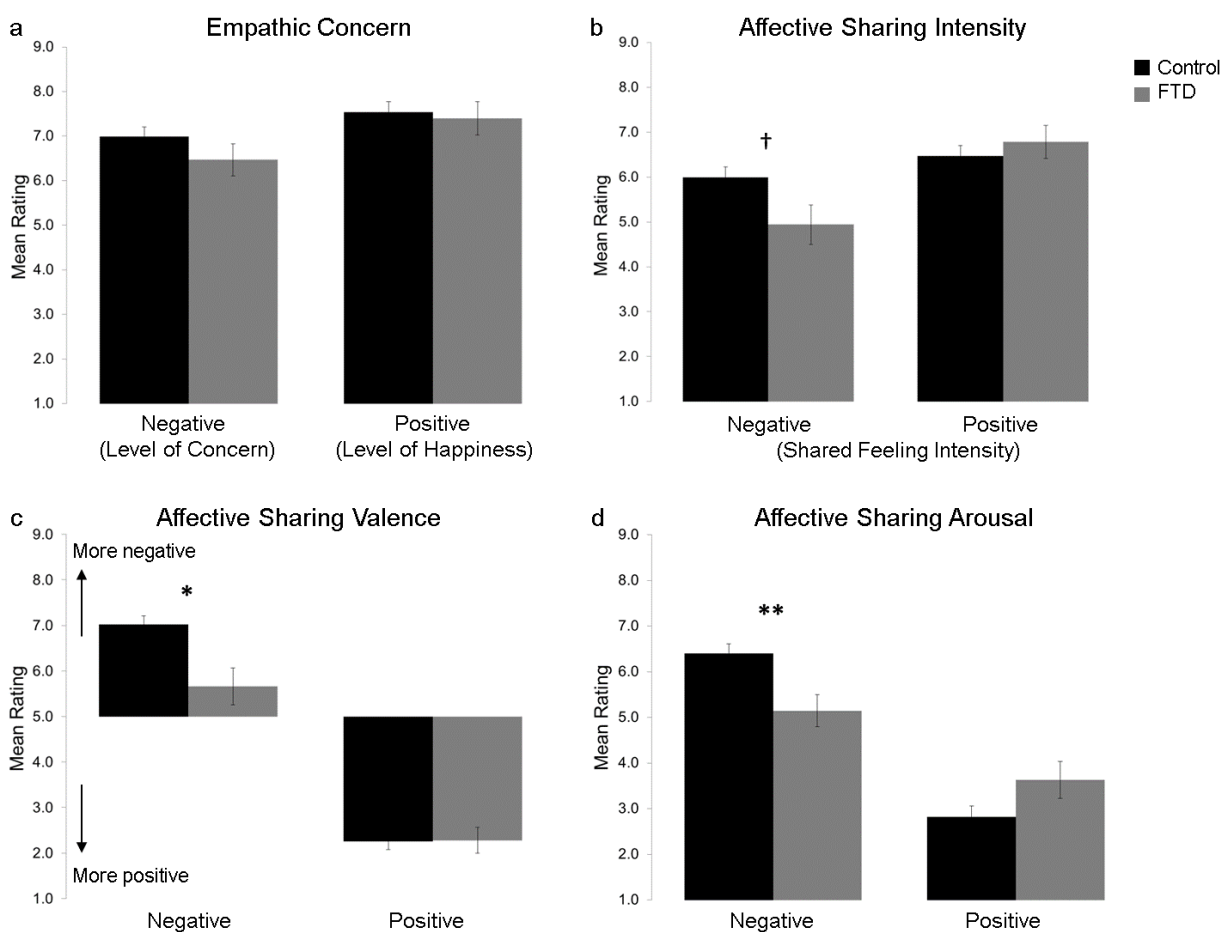 a
Empathic Concern
9.0
8.0
7.0
6.0
5.0
4.0
3.0
2.0
1.0
Mean Rating
Negative
(Level of Concern)
Positive
(Level of Happiness)
b
Affective Sharing Intensity
Control
FTD
9.0
8.0
7.0
6.0
5.0
4.0
3.0
2.0
1.0
Mean Rating
†
Negative
Positive
(Shared Feeling Intensity)
c
Affective Sharing Valence
9.0
8.0
7.0
6.0
5.0
4.0
3.0
2.0
1.0
Mean Rating
More negative
*
More positive
Negative
Positive
d
Affective Sharing Arousal
9.0
8.0
7.0
6.0
5.0
4.0
3.0
2.0
1.0
Mean Rating
**
Negative
Positive